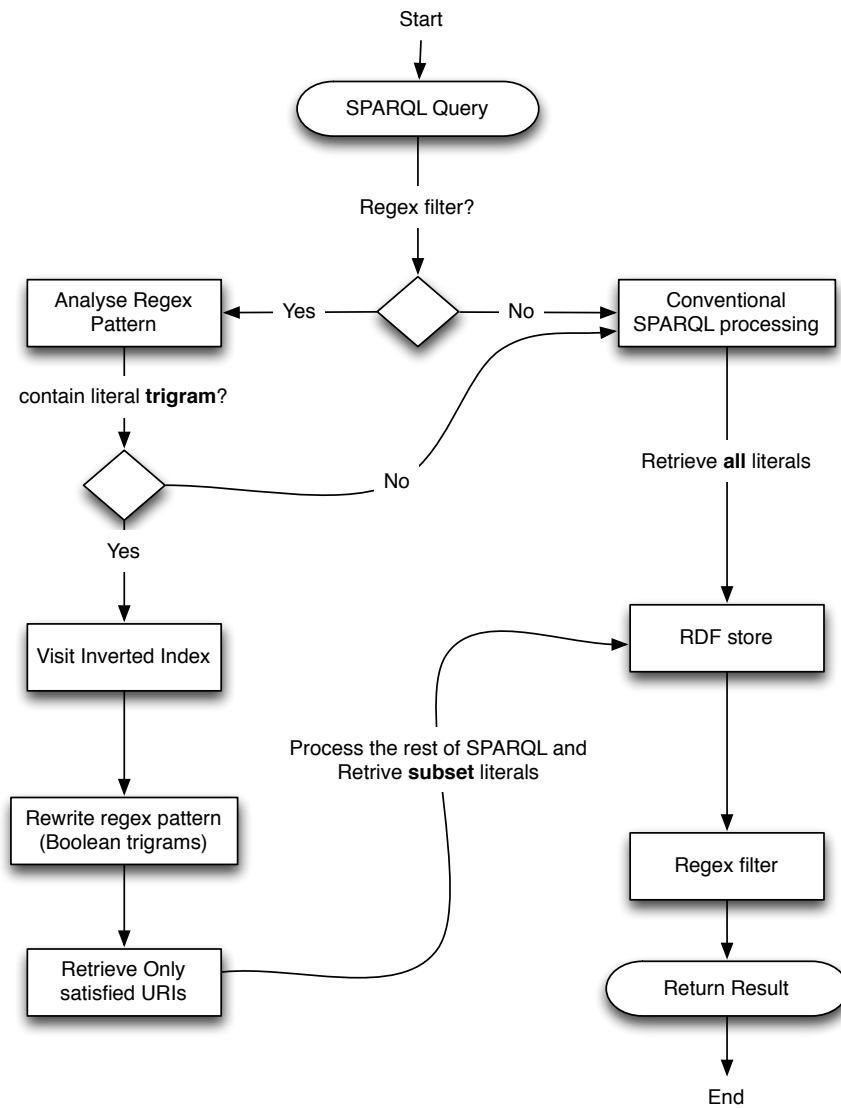 Start
SPARQL Query
Regex filter?
Analyse Regex
Pattern
Yes
No
Conventional
SPARQL processing
contain literal trigram?
Retrieve all literals
No
Yes
Visit Inverted Index
RDF store
Process the rest of SPARQL and
Retrive subset literals
Rewrite regex pattern
(Boolean trigrams)
Regex filter
Retrieve Only
satisfied URIs
Return Result
End